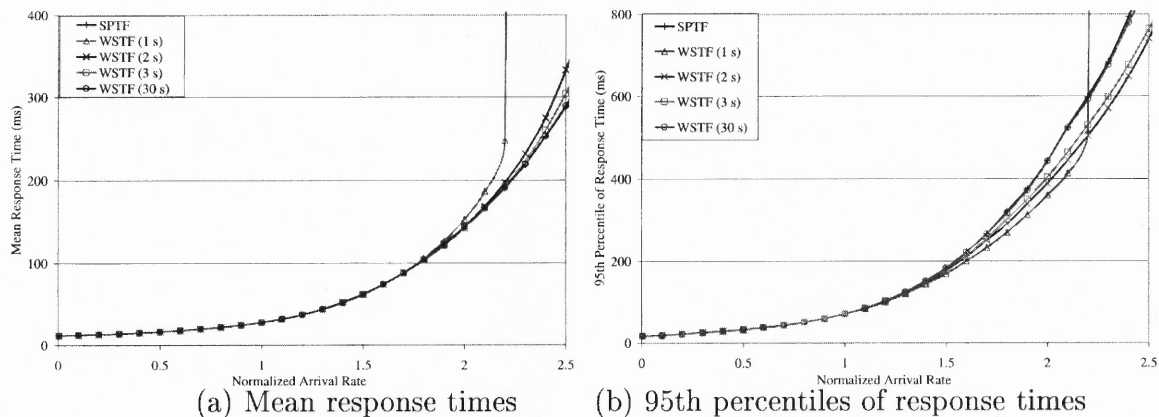 400
300
200
100
0
Mean Response Time (ms)
SPTF
WSTF (1 s)
WSTF (2 s)
WSTF (3 s)
WSTF (30 s)
0 0.5 1 1.5 2 2.5
Normalized Arrival Rate
(a) Mean response times
800
600
400
200
0
95th Percentile of Response Time (ms)
SPTF
WSTF (1 s)
WSTF (2 s)
WSTF (3 s)
WSTF (30 s)
0 0.5 1 1.5 2 2.5
Normalized Arrival Rate
(b) 95th percentiles of response times